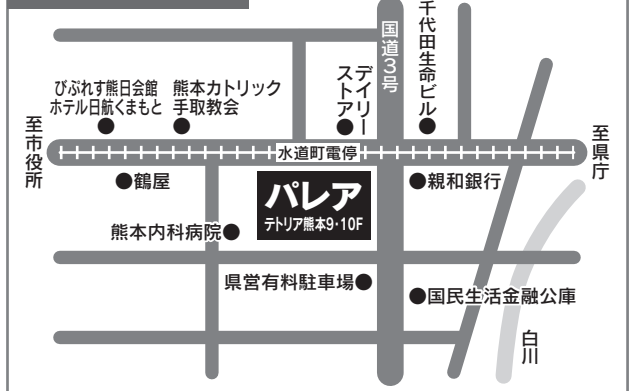 千代田生命ビル
国道3号
デイリー
ストア
びぷれす熊日会館
ホテル日航くまもと
熊本カトリック
手取教会
至市役所
至県庁
水道町電停
鶴屋
パレア
テトリア熊本9・10F
親和銀行
熊本内科病院
県営有料駐車場
国民生活金融公庫
白川